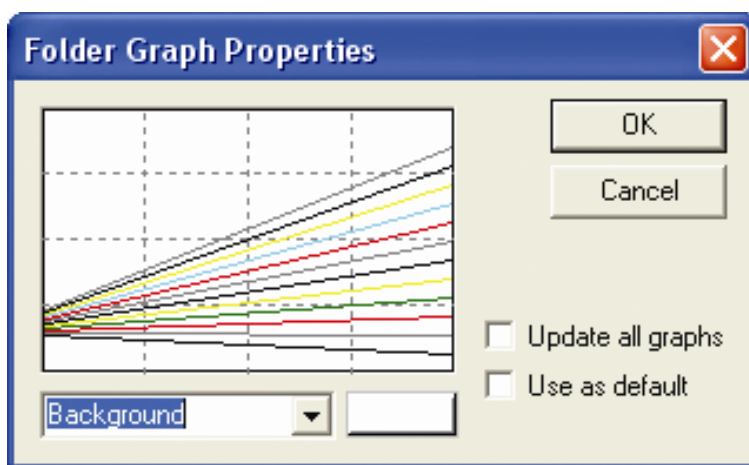 Folder Graph Properties
OK
Cancel
Update all graphs
Use as default
Background